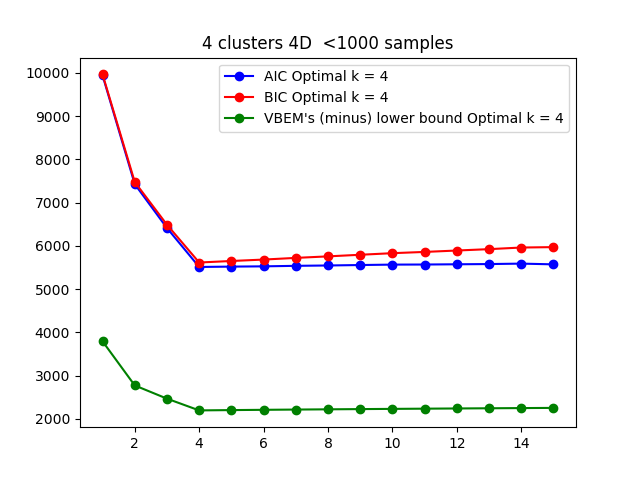 4 clusters 4D  <1000 samples
AIC Optimal k = 4
BIC Optimal k = 4
VBEM's (minus) lower bound Optimal k = 4
10000
9000
8000
7000
6000
5000
4000
3000
2000
2 4 6 8 10 12 14